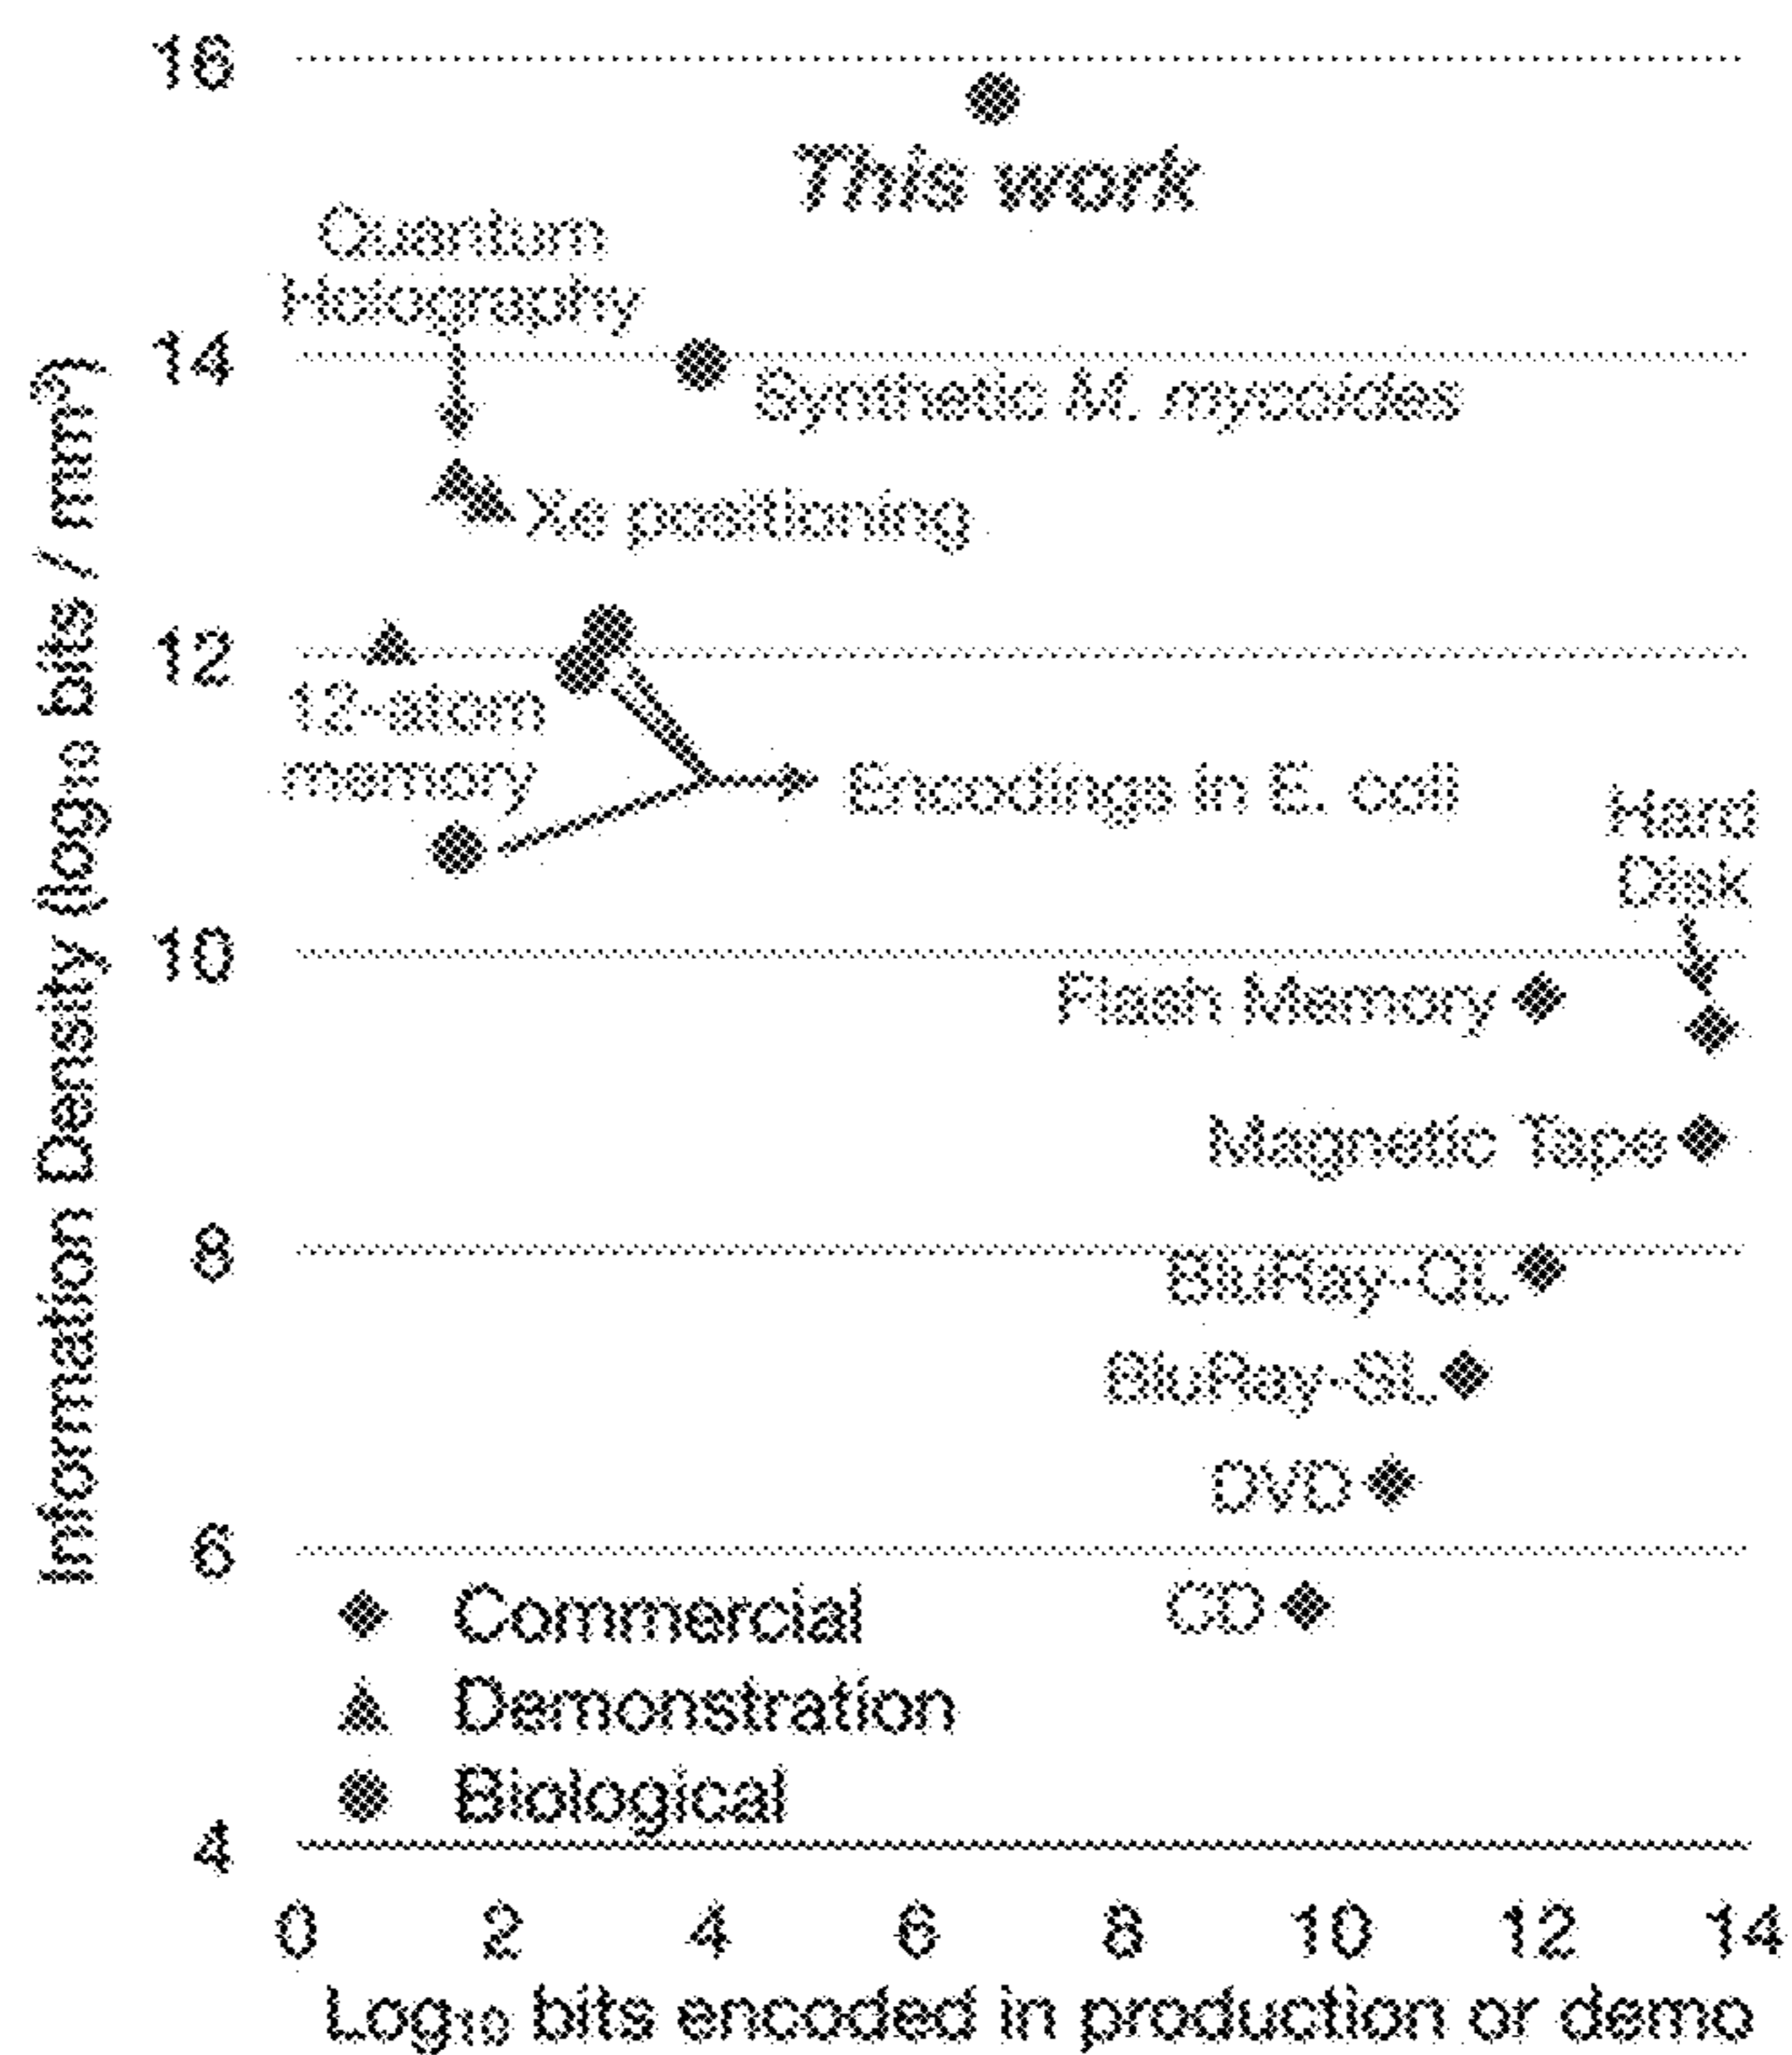 16
This work
Quantum
Holography
14
Synthetic M. mycoides
Xe positioning
12
12-atom
memory
Encodings in E. coli
Hard
Disk
10
Flash Memory
Magnetic Tape
8
BluRay-QL
BluRay-SL
DVD
6
CD
Commercial
Demonstration
Biological
4
0 2 4 6 8 10 12 14
Log₁₀ bits encoded in production or demo
Information Density (log₁₀ bits / mm³)